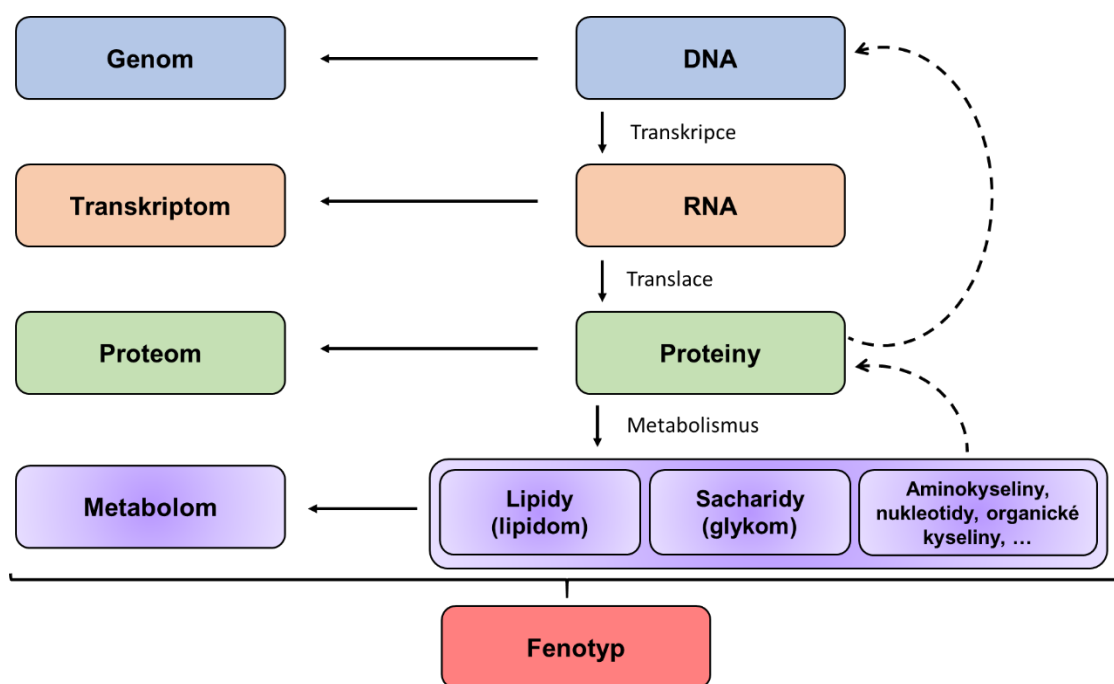 Genom
DNA
Transkripce
Transkriptom
RNA
Translace
Proteom
Proteiny
Metabolismus
Metabolom
Lipidy
(lipidom)
Sacharidy
(glykom)
Aminokyseliny,
nukleotidy, organické
kyseliny, ...
Fenotyp